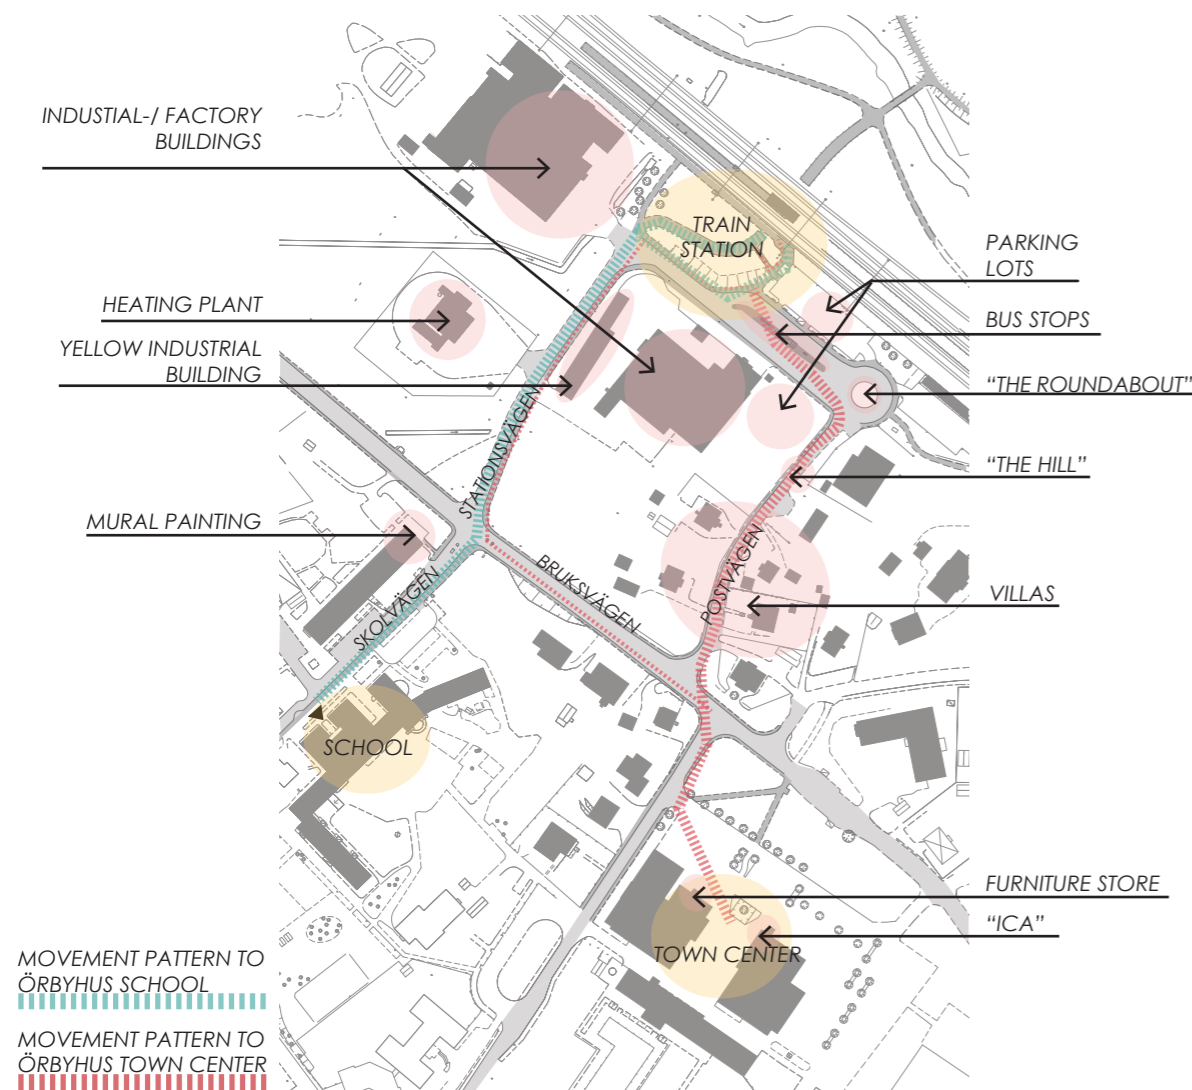 INDUSTIAL-/ FACTORY
BUILDINGS
TRAIN
STATION
PARKING
LOTS
HEATING PLANT
BUS STOPS
YELLOW INDUSTRIAL
BUILDING
“THE ROUNDABOUT”
STATIONSVÄGEN
“THE HILL”
MURAL PAINTING
BRUKSVÄGEN
POSTVÄGEN
SKOLVÄGEN
VILLAS
SCHOOL
FURNITURE STORE
“ICA”
TOWN CENTER
MOVEMENT PATTERN TO
ÖRBYHUS SCHOOL
MOVEMENT PATTERN TO
ÖRBYHUS TOWN CENTER